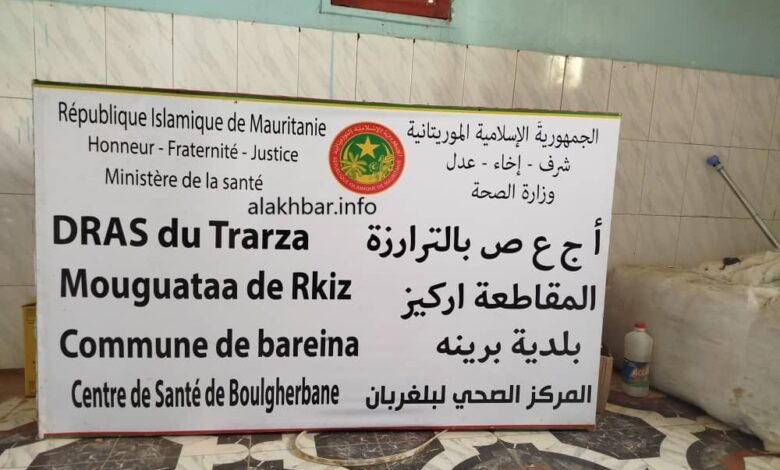 République Islamique de Mauritanie
Honneur - Fraternité - Justice
Ministère de la santé
الجمهورية الإسلامية الموريتانية
شرف - إخاء - عدل
وزارة الصحة
alakhbar.info
DRAS du Trarza
أ ج ع ص بالترارزة
Mouguataa de Rkiz
المقاطعة اركيز
Commune de bareina
بلدية برينه
Centre de Santé de Boulgherbane
المركز الصحي لبلغربان